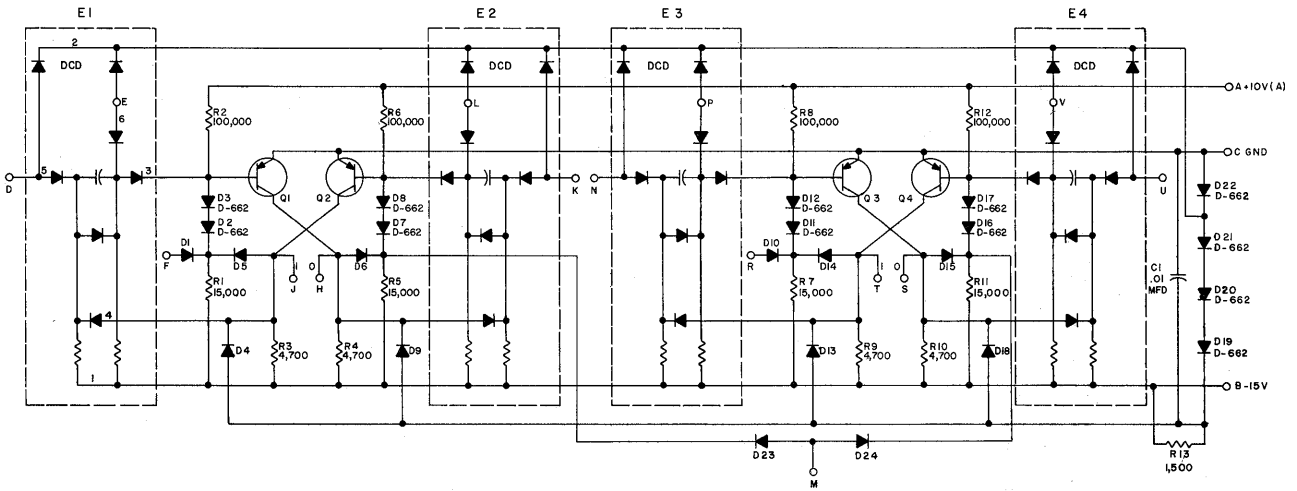 E1
E2
E3
E4
2
DCD
DCD
DCD
DCD
E
6
L
P
V
A+10V(A)
R2
100,000
R6
100,000
R8
100,000
R12
100,000
C GND
5
3
D
K
N
U
Q1
Q2
Q3
Q4
D3
D-662
D2
D-662
D8
D-662
D7
D-662
D12
D-662
D11
D-662
D17
D-662
D16
D-662
D22
D-662
D21
D-662
D20
D-662
D19
D-662
D1
F
D5
1
J
0
H
D6
D10
R
D14
1
T
0
S
D15
R1
15,000
R5
15,000
R7
15,000
R11
15,000
C1
.01
MFD
4
D4
R3
4,700
R4
4,700
D9
D13
R9
4,700
R10
4,700
D18
1
B-15V
D23
D24
M
R13
1,500